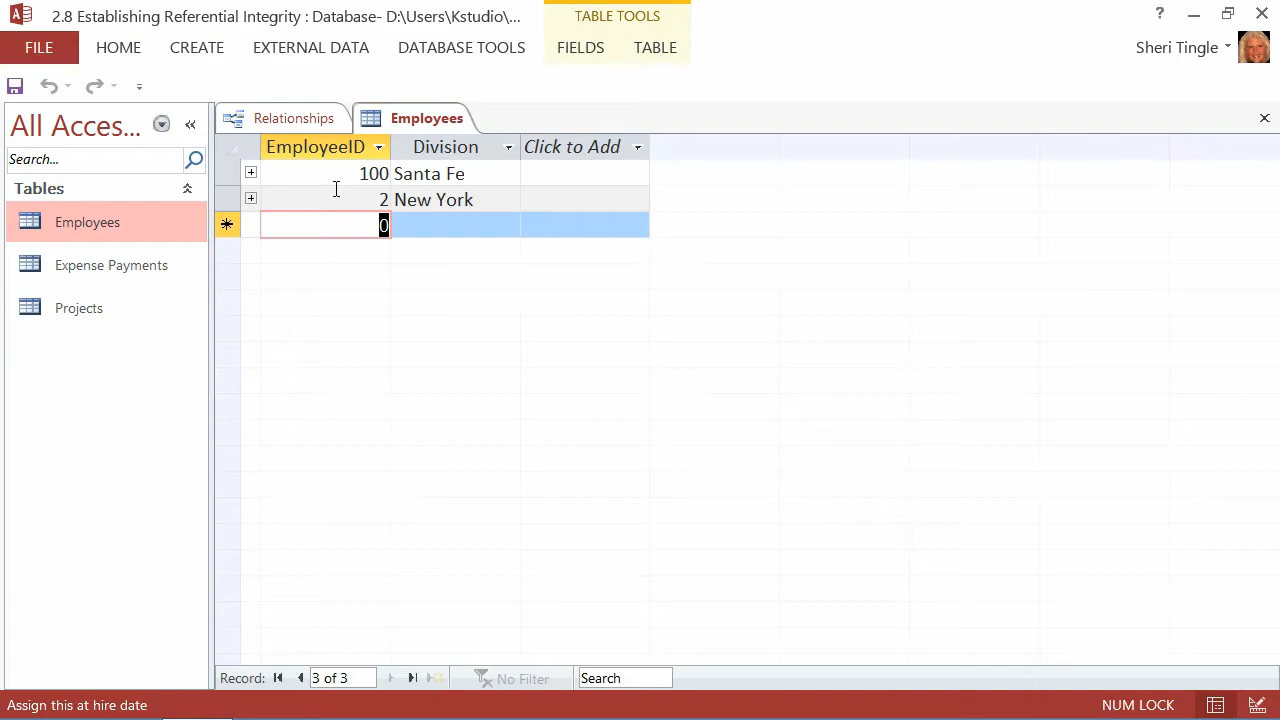 2.8 Establishing Referential Integrity : Database- D:\Users\Kstudio\...
TABLE TOOLS
?
FILE
HOME
CREATE
EXTERNAL DATA
DATABASE TOOLS
FIELDS
TABLE
Sheri Tingle
All Acces...
Search...
Tables
Employees
Expense Payments
Projects
Relationships
Employees
EmployeeID
Division
Click to Add
100 Santa Fe
2 New York
0
Record:
3 of 3
No Filter
Search
Assign this at hire date
NUM LOCK